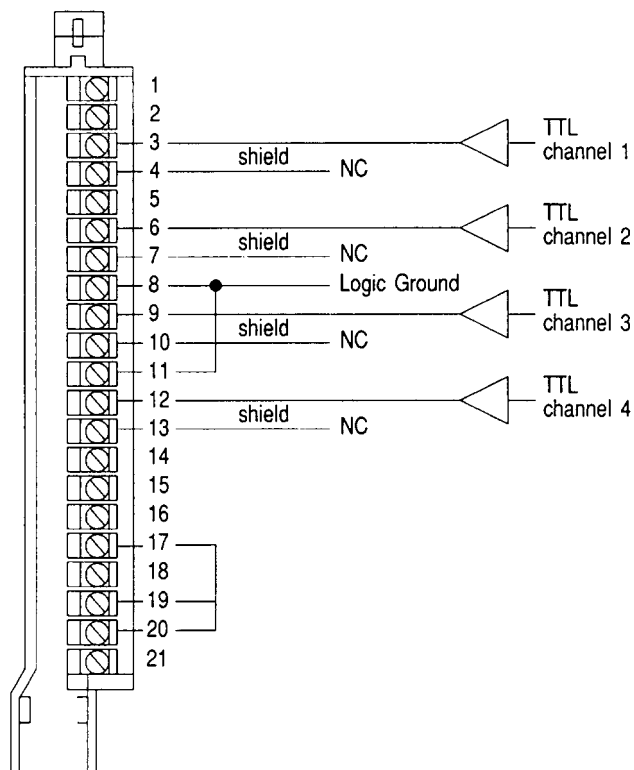 1
2
3
TTL
channel 1
shield
4
NC
5
6
TTL
channel 2
shield
7
NC
8
Logic Ground
9
TTL
channel 3
shield
10
NC
11
12
TTL
channel 4
shield
13
NC
14
15
16
17
18
19
20
21